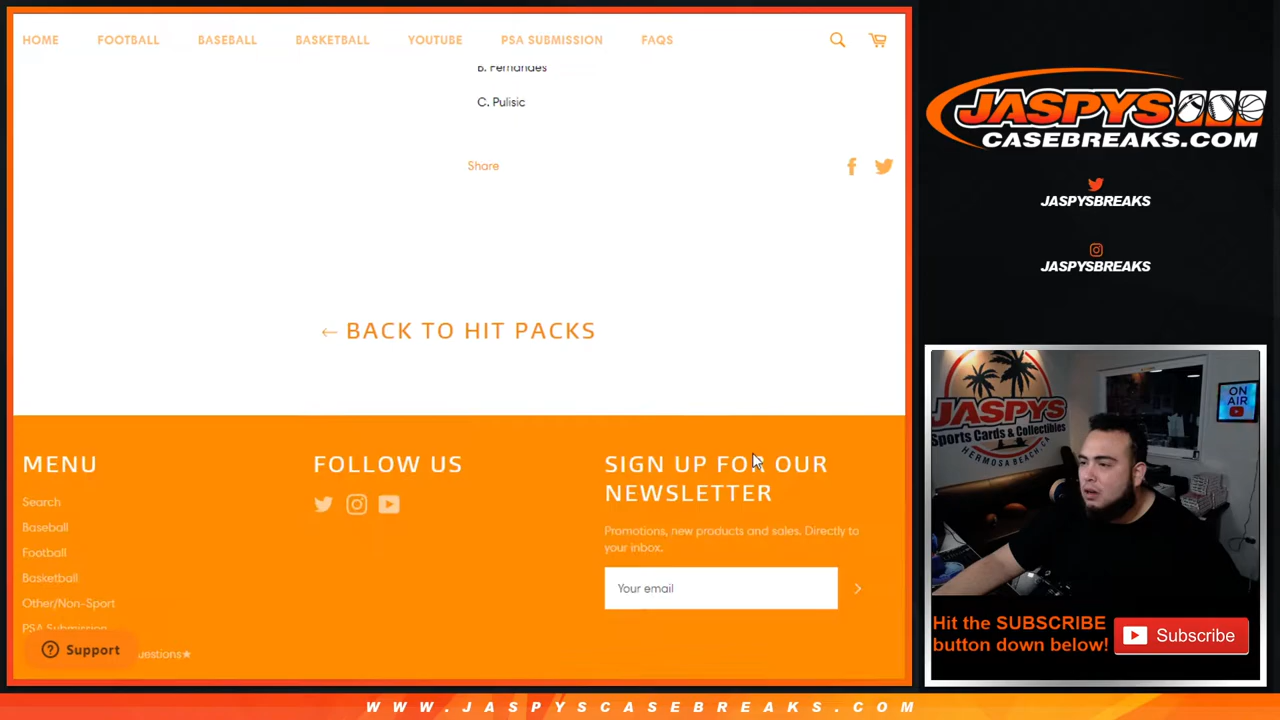 HOME FOOTBALL BASEBALL BASKETBALL YOUTUBE PSA SUBMISSION FAQS
B. Fernandes
C. Pulisic
Share
← BACK TO HIT PACKS
MENU
Search
Baseball
Football
Basketball
Other/Non-Sport
PSA Submission
uestions★
Support
FOLLOW US
SIGN UP FOR OUR
NEWSLETTER
Promotions, new products and sales. Directly to
your inbox.
Your email
JASPYS
CASEBREAKS.COM
JASPYSBREAKS
JASPYSBREAKS
JASPYS
Sports Cards & Collectibles
HERMOSA BEACH, CA
ON
AIR
Hit the SUBSCRIBE
button down below!
Subscribe
WWW.JASPYSCASEBREAKS.COM